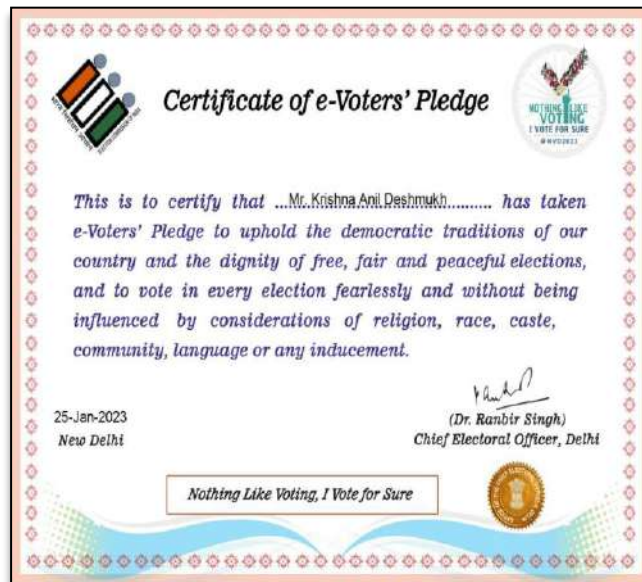 Certificate of e-Voters' Pledge
NOTHING LIKE
VOTING
I VOTE FOR SURE
This is to certify that ....Mr. Krishna Anil Deshmukh.......... has taken
e-Voters' Pledge to uphold the democratic traditions of our
country and the dignity of free, fair and peaceful elections,
and to vote in every election fearlessly and without being
influenced by considerations of religion, race, caste,
community, language or any inducement.
25-Jan-2023
New Delhi
(Dr. Ranbir Singh)
Chief Electoral Officer, Delhi
Nothing Like Voting, I Vote for Sure